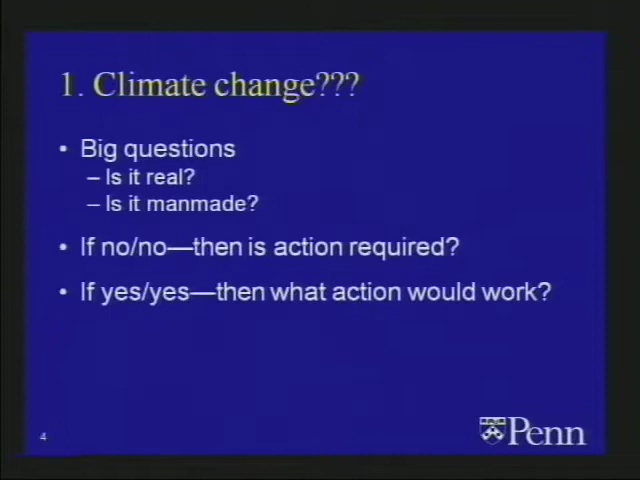 1. Climate change???
• Big questions
– Is it real?
– Is it manmade?
• If no/no—then is action required?
• If yes/yes—then what action would work?
4
Penn